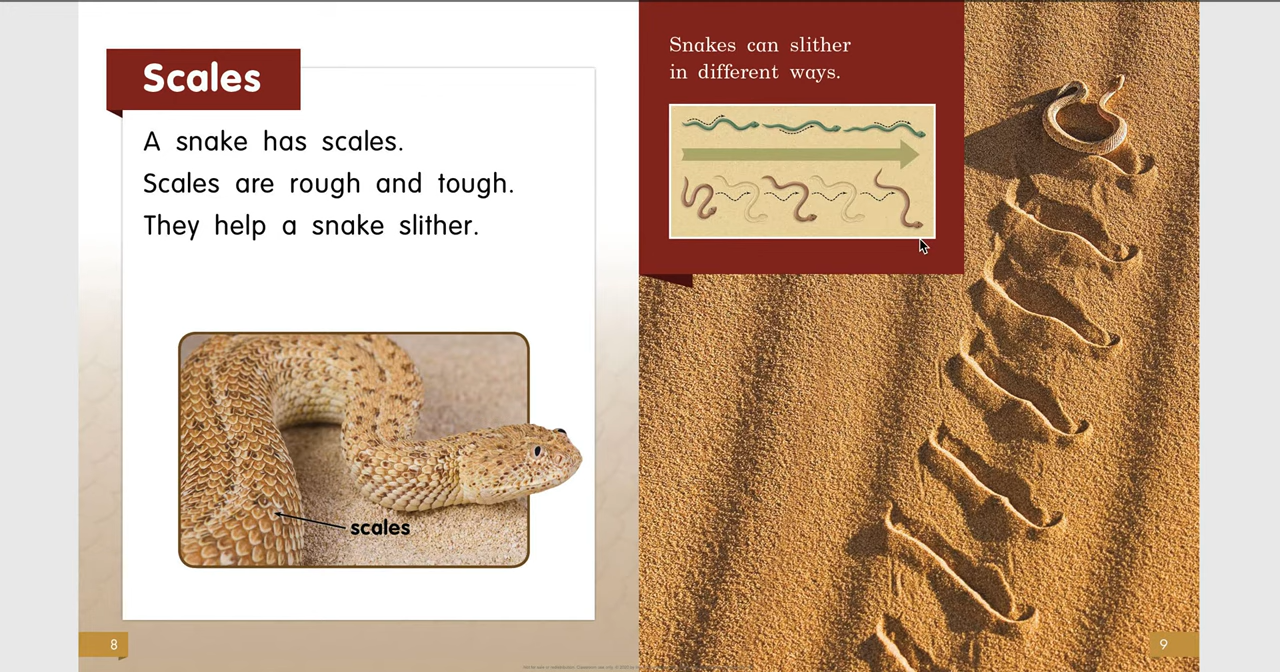 Scales
A snake has scales.
Scales are rough and tough.
They help a snake slither.
scales
8
Snakes can slither
in different ways.
9